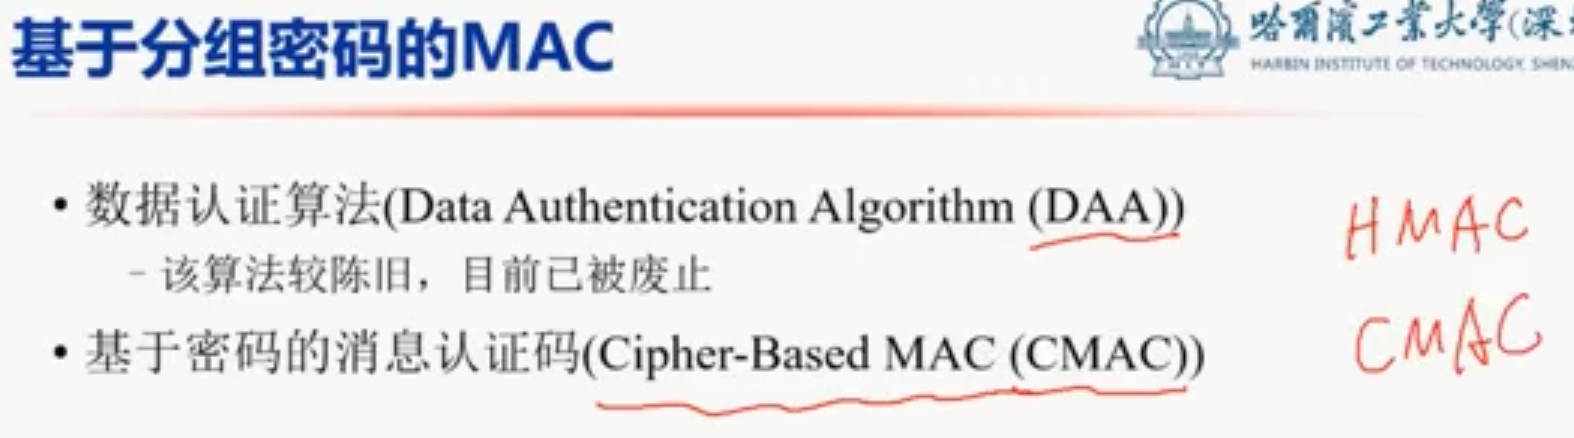 基于分组密码的MAC
哈爾濱工業大學(深
HARBIN INSTITUTE OF TECHNOLOGY, SHEN
• 数据认证算法(Data Authentication Algorithm (DAA))
- 该算法较陈旧，目前已被废止
HMAC
• 基于密码的消息认证码(Cipher-Based MAC (CMAC))
CMAC